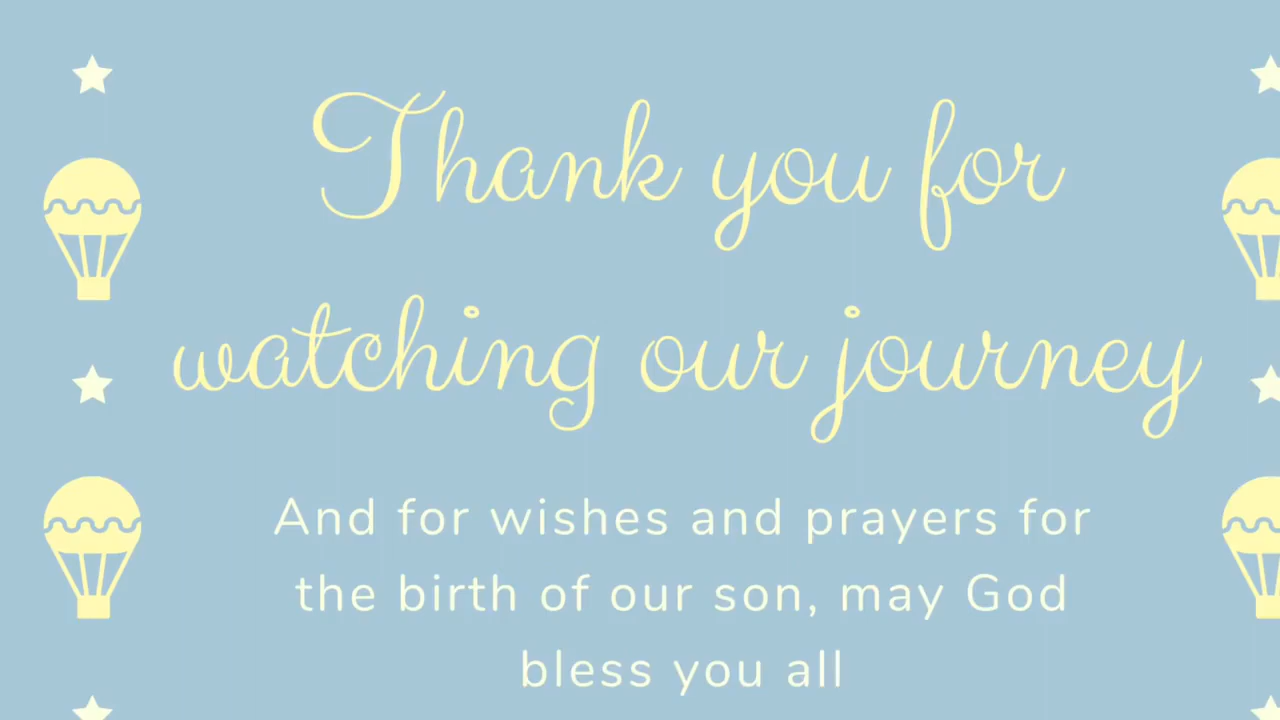 Thank you for
watching our journey
And for wishes and prayers for
the birth of our son, may God
bless you all